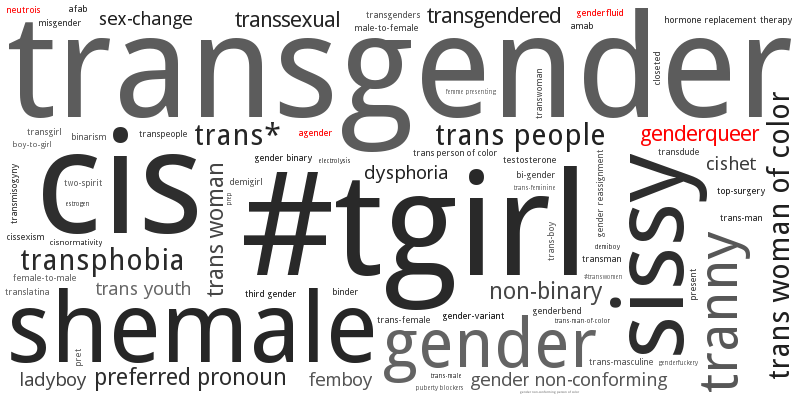 neutrois
afab
misgender
sex-change
transsexual
transgenders
male-to-female
transgendered
genderfluid
amab
hormone replacement therapy
transgender
femme presenting
transwoman
closeted
transgirl
boy-to-girl
binarism
transpeople
trans*
agender
trans people
genderqueer
trans woman of color
cis
gender binary
electrolysis
trans person of color
testosterone
transdude
cishet
transmisogyny
two-spirit
estrogen
trans woman
prep
demigirl
dysphoria
bi-gender
trans-feminine
gender reassignment
top-surgery
#tgirl
sissy
trans-man
cissexism
cisnormativity
trans-boy
demiboy
transman
transphobia
female-to-male
translatina
trans youth
third gender
binder
#transwomen
non-binary
present
tranny
shemale
pret
trans-female
gender-variant
genderbend
trans-man-of-color
gender
trans-masculine
genderfuckery
ladyboy
preferred pronoun
femboy
trans-male
puberty blockers
gender non-conforming